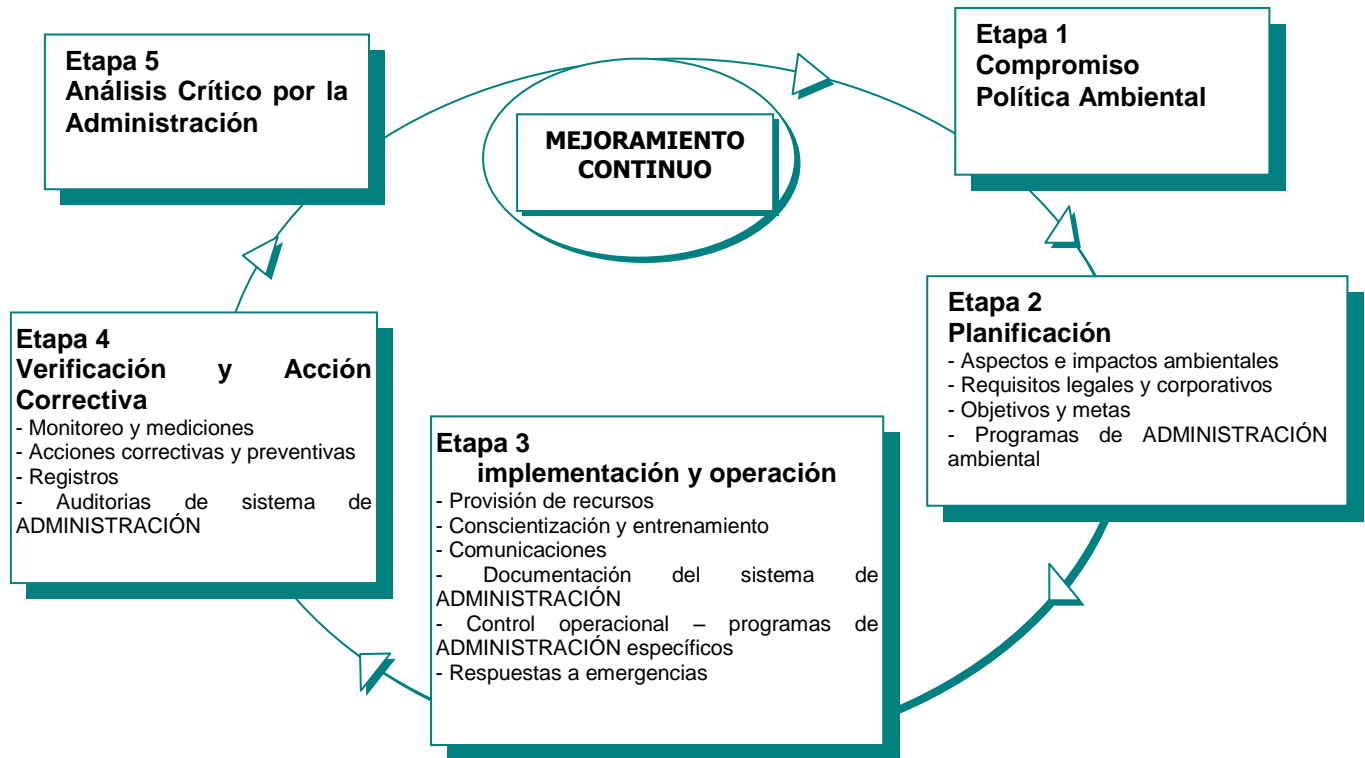 Etapa 5
Análisis Crítico por la
Administración
MEJORAMIENTO
CONTINUO
Etapa 1
Compromiso
Política Ambiental
Etapa 2
Planificación
- Aspectos e impactos ambientales
- Requisitos legales y corporativos
- Objetivos y metas
- Programas de ADMINISTRACIÓN
ambiental
Etapa 3
implementación y operación
- Provisión de recursos
- Conscientización y entrenamiento
- Comunicaciones
- Documentación del sistema de
ADMINISTRACIÓN
- Control operacional – programas de
ADMINISTRACIÓN específicos
- Respuestas a emergencias
Etapa 4
Verificación y Acción
Correctiva
- Monitoreo y mediciones
- Acciones correctivas y preventivas
- Registros
- Auditorias de sistema de
ADMINISTRACIÓN